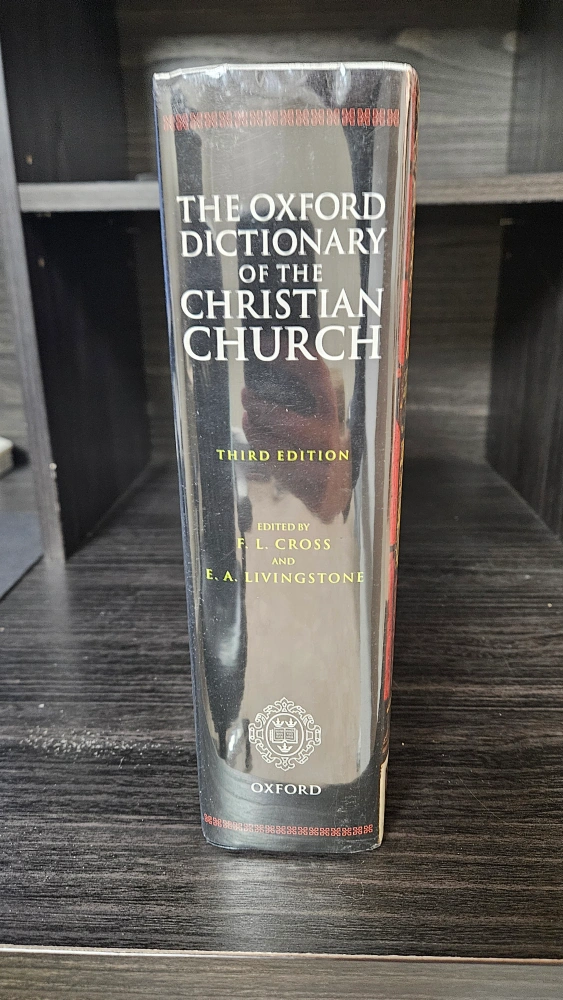 THE OXFORD
DICTIONARY
OF THE
CHRISTIAN
CHURCH
THIRD EDITION
EDITED BY
F. L. CROSS
AND
E. A. LIVINGSTONE
OXFORD